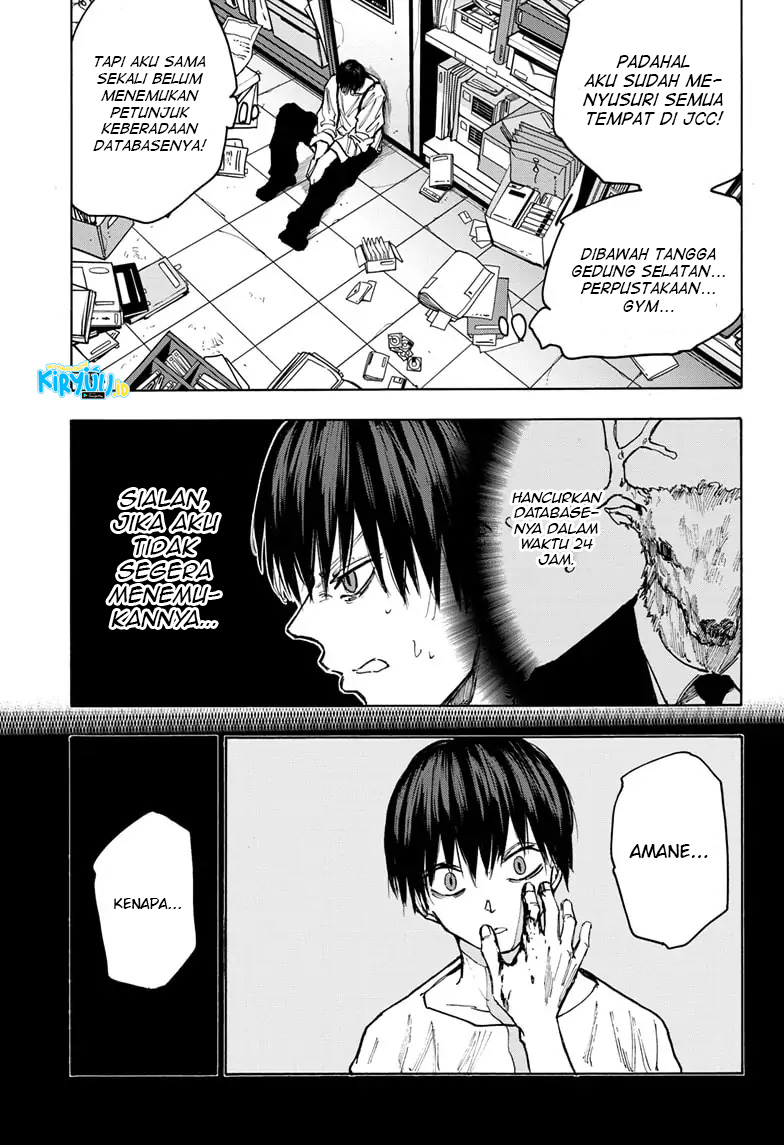 PADAHAL
AKU SUDAH ME-
NYUSURI SEMUA
TEMPAT DI JCC!
DIBAWAH TANGGA
GEDUNG SELATAN...
PERPUSTAKAAN...
GYM...
TAPI AKU SAMA
SEKALI BELUM
MENEMUKAN
PETUNJUK
KEBERADAAN
DATABASENYA!
KIRYUU.ID
HANCURKAN
DATABASE-
NYA DALAM
WAKTU 24
JAM.
SIALAN,
JIKA AKU
TIDAK
SEGERA
MENEMU-
KANNYA...
AMANE...
KENAPA...